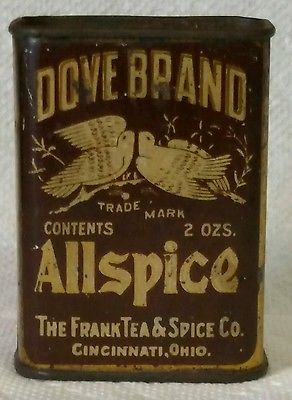 DOVE BRAND
TRADE MARK
CONTENTS 2 OZS.
Allspice
THE FRANK TEA & SPICE CO.
CINCINNATI, OHIO.